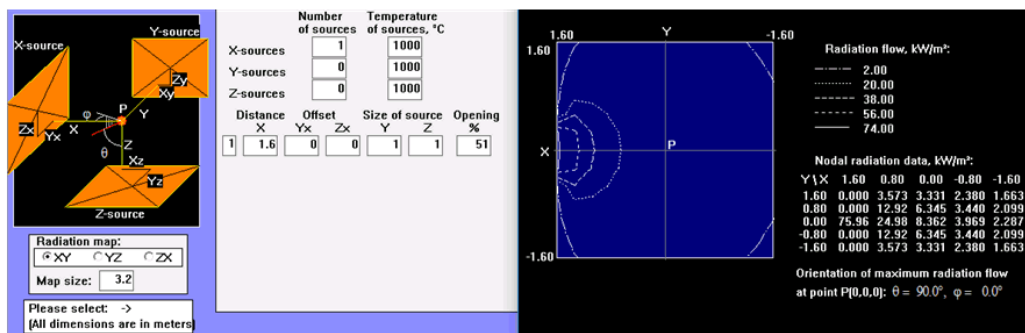 X-source
Y-source
Zy
Xy
P
φ
Y
Zx
Yx
X
Z
θ
Xz
Yz
Z-source
Radiation map:
XY YZ ZX
Map size: 3.2
Please select: ->
(All dimensions are in meters)
Number of sources Temperature of sources, °C
X-sources 1 1000
Y-sources 0 1000
Z-sources 0 1000
Distance Offset Size of source Opening
X Yx Zx Y Z %
1 1.6 0 0 1 1 51
1.60 Y -1.60
1.60
X P
-1.60
Radiation flow, kW/m²:
2.00
20.00
38.00
56.00
74.00
Nodal radiation data, kW/m²:
Y\X 1.60 0.80 0.00 -0.80 -1.60
1.60 0.000 3.573 3.331 2.380 1.663
0.80 0.000 12.92 6.345 3.440 2.099
0.00 75.96 24.98 8.362 3.969 2.287
-0.80 0.000 12.92 6.345 3.440 2.099
-1.60 0.000 3.573 3.331 2.380 1.663
Orientation of maximum radiation flow
at point P(0,0,0): θ = 90.0°, φ = 0.0°